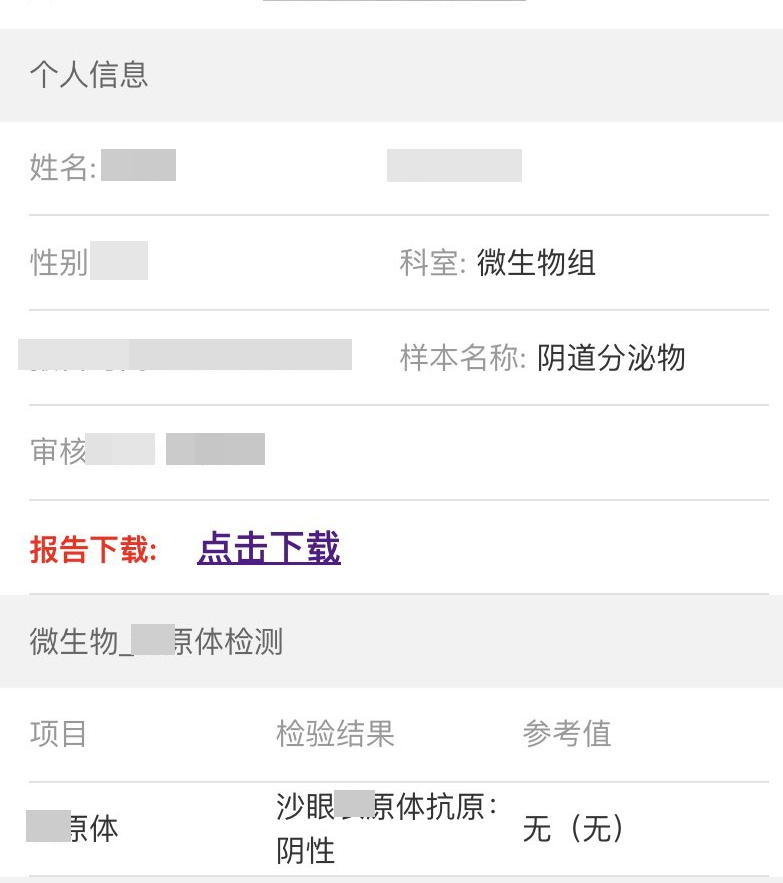 个人信息
姓名:
性别
科室: 微生物组
样本名称: 阴道分泌物
审核
报告下载: 点击下载
微生物_原体检测
项目 检验结果 参考值
沙眼原体抗原:
原体 无（无）
阴性